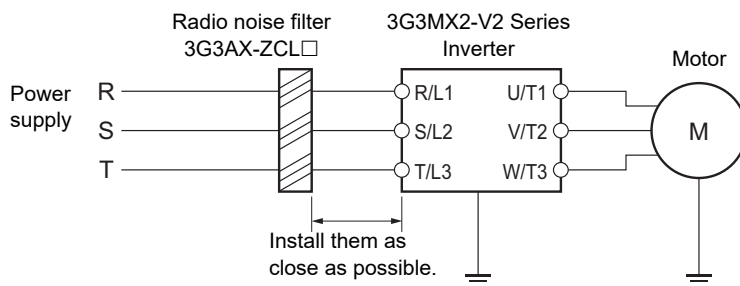 Radio noise filter
3G3AX-ZCL□
3G3MX2-V2 Series
Inverter
Motor
Power
supply
R
S
T
R/L1
S/L2
T/L3
U/T1
V/T2
W/T3
M
Install them as
close as possible.